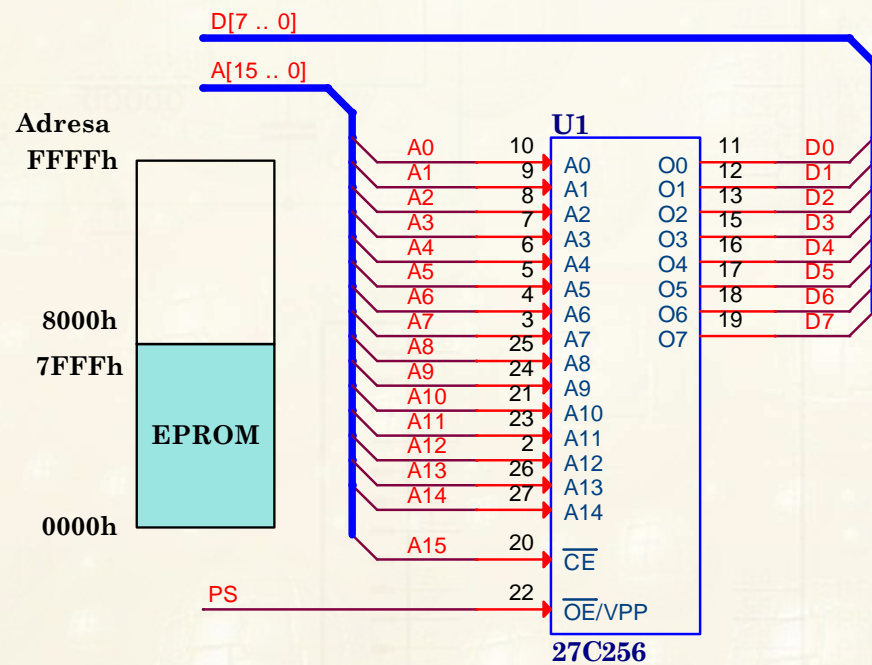 D[7 .. 0]
A[15 .. 0]
Adresa
FFFFh
8000h
7FFFh
EPROM
0000h
U1
A0 10 A0 O0 11 D0
A1 9 A1 O1 12 D1
A2 8 A2 O2 13 D2
A3 7 A3 O3 15 D3
A4 6 A4 O4 16 D4
A5 5 A5 O5 17 D5
A6 4 A6 O6 18 D6
A7 3 A7 O7 19 D7
A8 25 A8
A9 24 A9
A10 21 A10
A11 23 A11
A12 2 A12
A13 26 A13
A14 27 A14
A15 20 CE
PS 22 OE/VPP
27C256